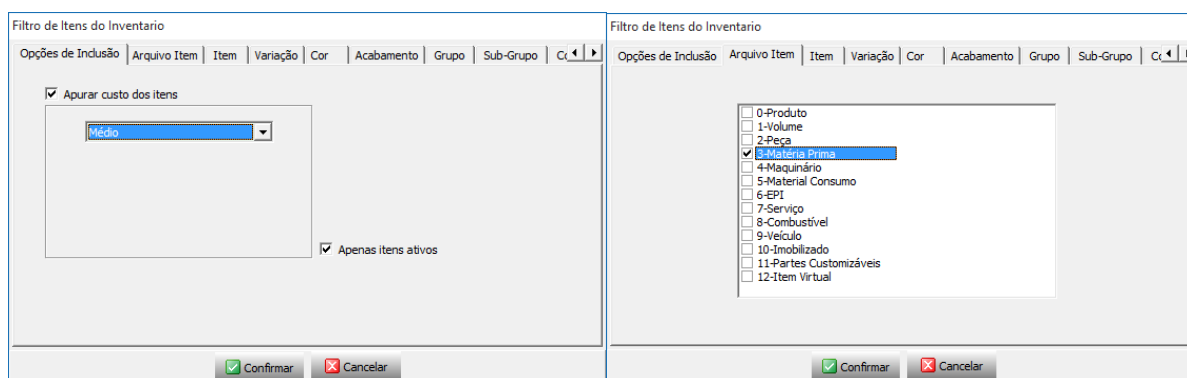 Filtro de Itens do Inventario
Opções de Inclusão Arquivo Item Item Variação Cor Acabamento Grupo Sub-Grupo
Apurar custo dos itens
Médio
Apenas itens ativos
Confirmar Cancelar
Filtro de Itens do Inventario
Opções de Inclusão Arquivo Item Item Variação Cor Acabamento Grupo Sub-Grupo
0-Produto
1-Volume
2-Peça
3-Matéria Prima
4-Maquinário
5-Material Consumo
6-EPI
7-Serviço
8-Combustível
9-Veículo
10-Imobilizado
11-Partes Customizáveis
12-Item Virtual
Confirmar Cancelar